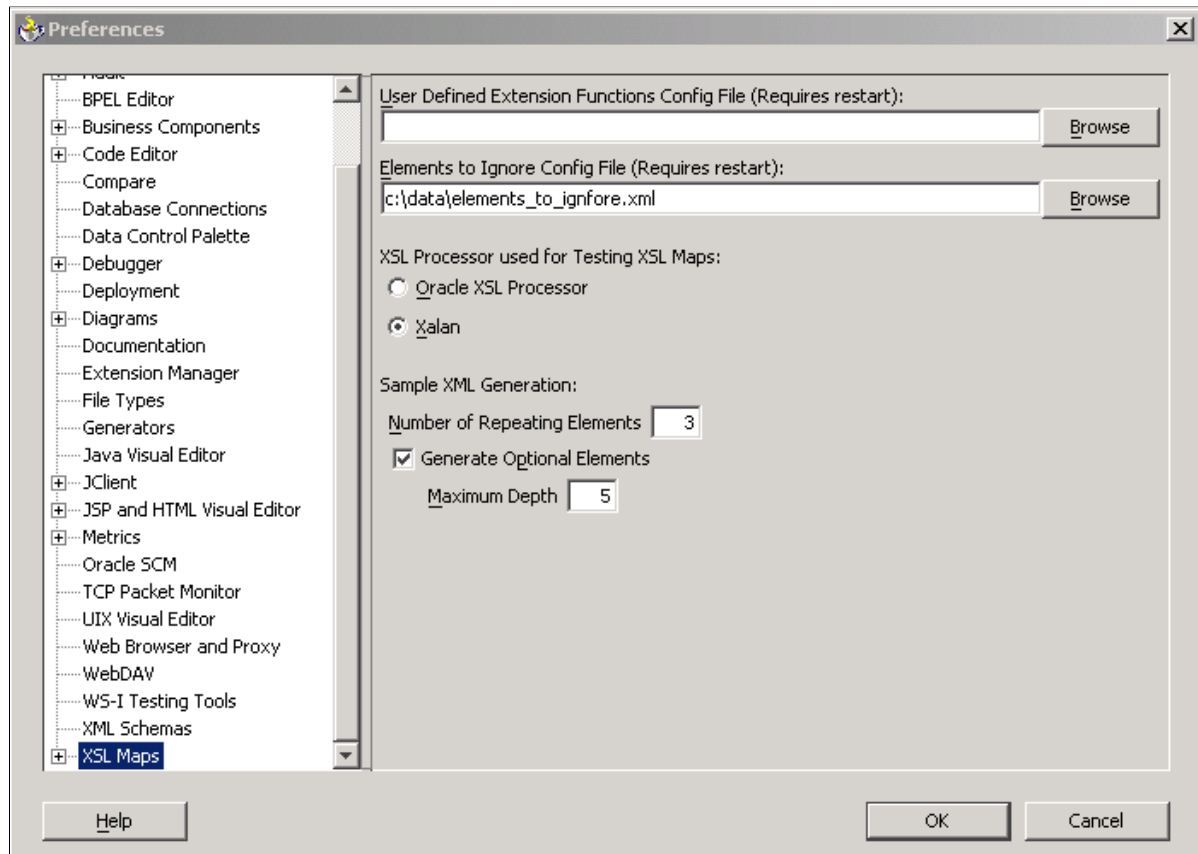 Preferences
BPEL Editor
Business Components
Code Editor
Compare
Database Connections
Data Control Palette
Debugger
Deployment
Diagrams
Documentation
Extension Manager
File Types
Generators
Java Visual Editor
JClient
JSP and HTML Visual Editor
Metrics
Oracle SCM
TCP Packet Monitor
UIX Visual Editor
Web Browser and Proxy
WebDAV
WS-I Testing Tools
XML Schemas
XSL Maps
User Defined Extension Functions Config File (Requires restart):
Browse
Elements to Ignore Config File (Requires restart):
c:\data\elements_to_ignfore.xml Browse
XSL Processor used for Testing XSL Maps:
Oracle XSL Processor
Xalan
Sample XML Generation:
Number of Repeating Elements 3
Generate Optional Elements
Maximum Depth 5
Help OK Cancel